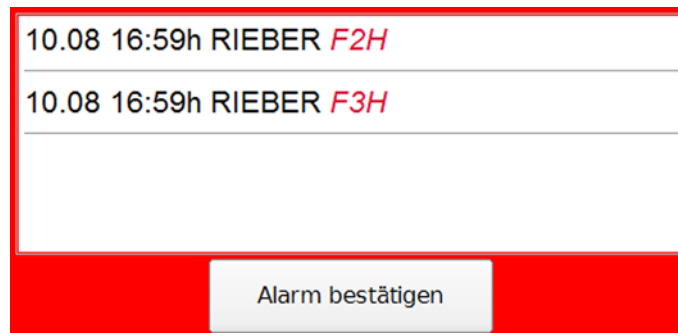 10.08 16:59h RIEBER F2H
10.08 16:59h RIEBER F3H
Alarm bestätigen